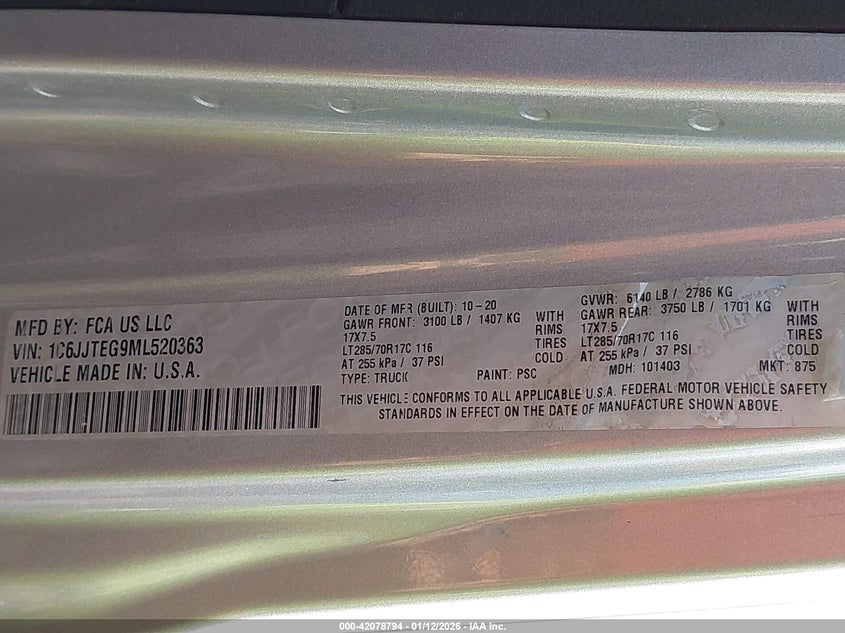 MFD BY: FCA US LLC
VIN: 1C6JJTEG9ML520363
VEHICLE MADE IN: U.S.A.
DATE OF MFR (BUILT): 10-20
GAWR FRONT: 3100 LB / 1407 KG WITH
17X7.5 RIMS
LT285/70R17C 116 TIRES
AT 255 kPa / 37 PSI COLD
TYPE: TRUCK PAINT: PSC
GVWR: 6140 LB / 2786 KG
GAWR REAR: 3750 LB / 1701 KG WITH
17X7.5 RIMS
LT285/70R17C 116 TIRES
AT 255 kPa / 37 PSI COLD
MDH: 101403 MKT: 875
THIS VEHICLE CONFORMS TO ALL APPLICABLE U.S.A. FEDERAL MOTOR VEHICLE SAFETY
STANDARDS IN EFFECT ON THE DATE OF MANUFACTURE SHOWN ABOVE.
000-42078794 - 01/12/2026 - IAA Inc.